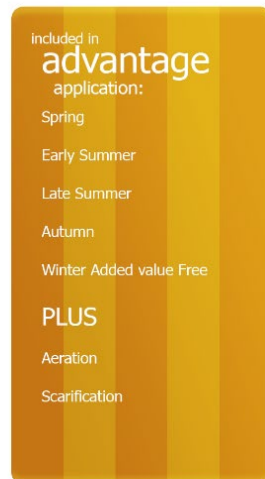 included in
advantage
application:
Spring
Early Summer
Late Summer
Autumn
Winter Added value Free
PLUS
Aeration
Scarification